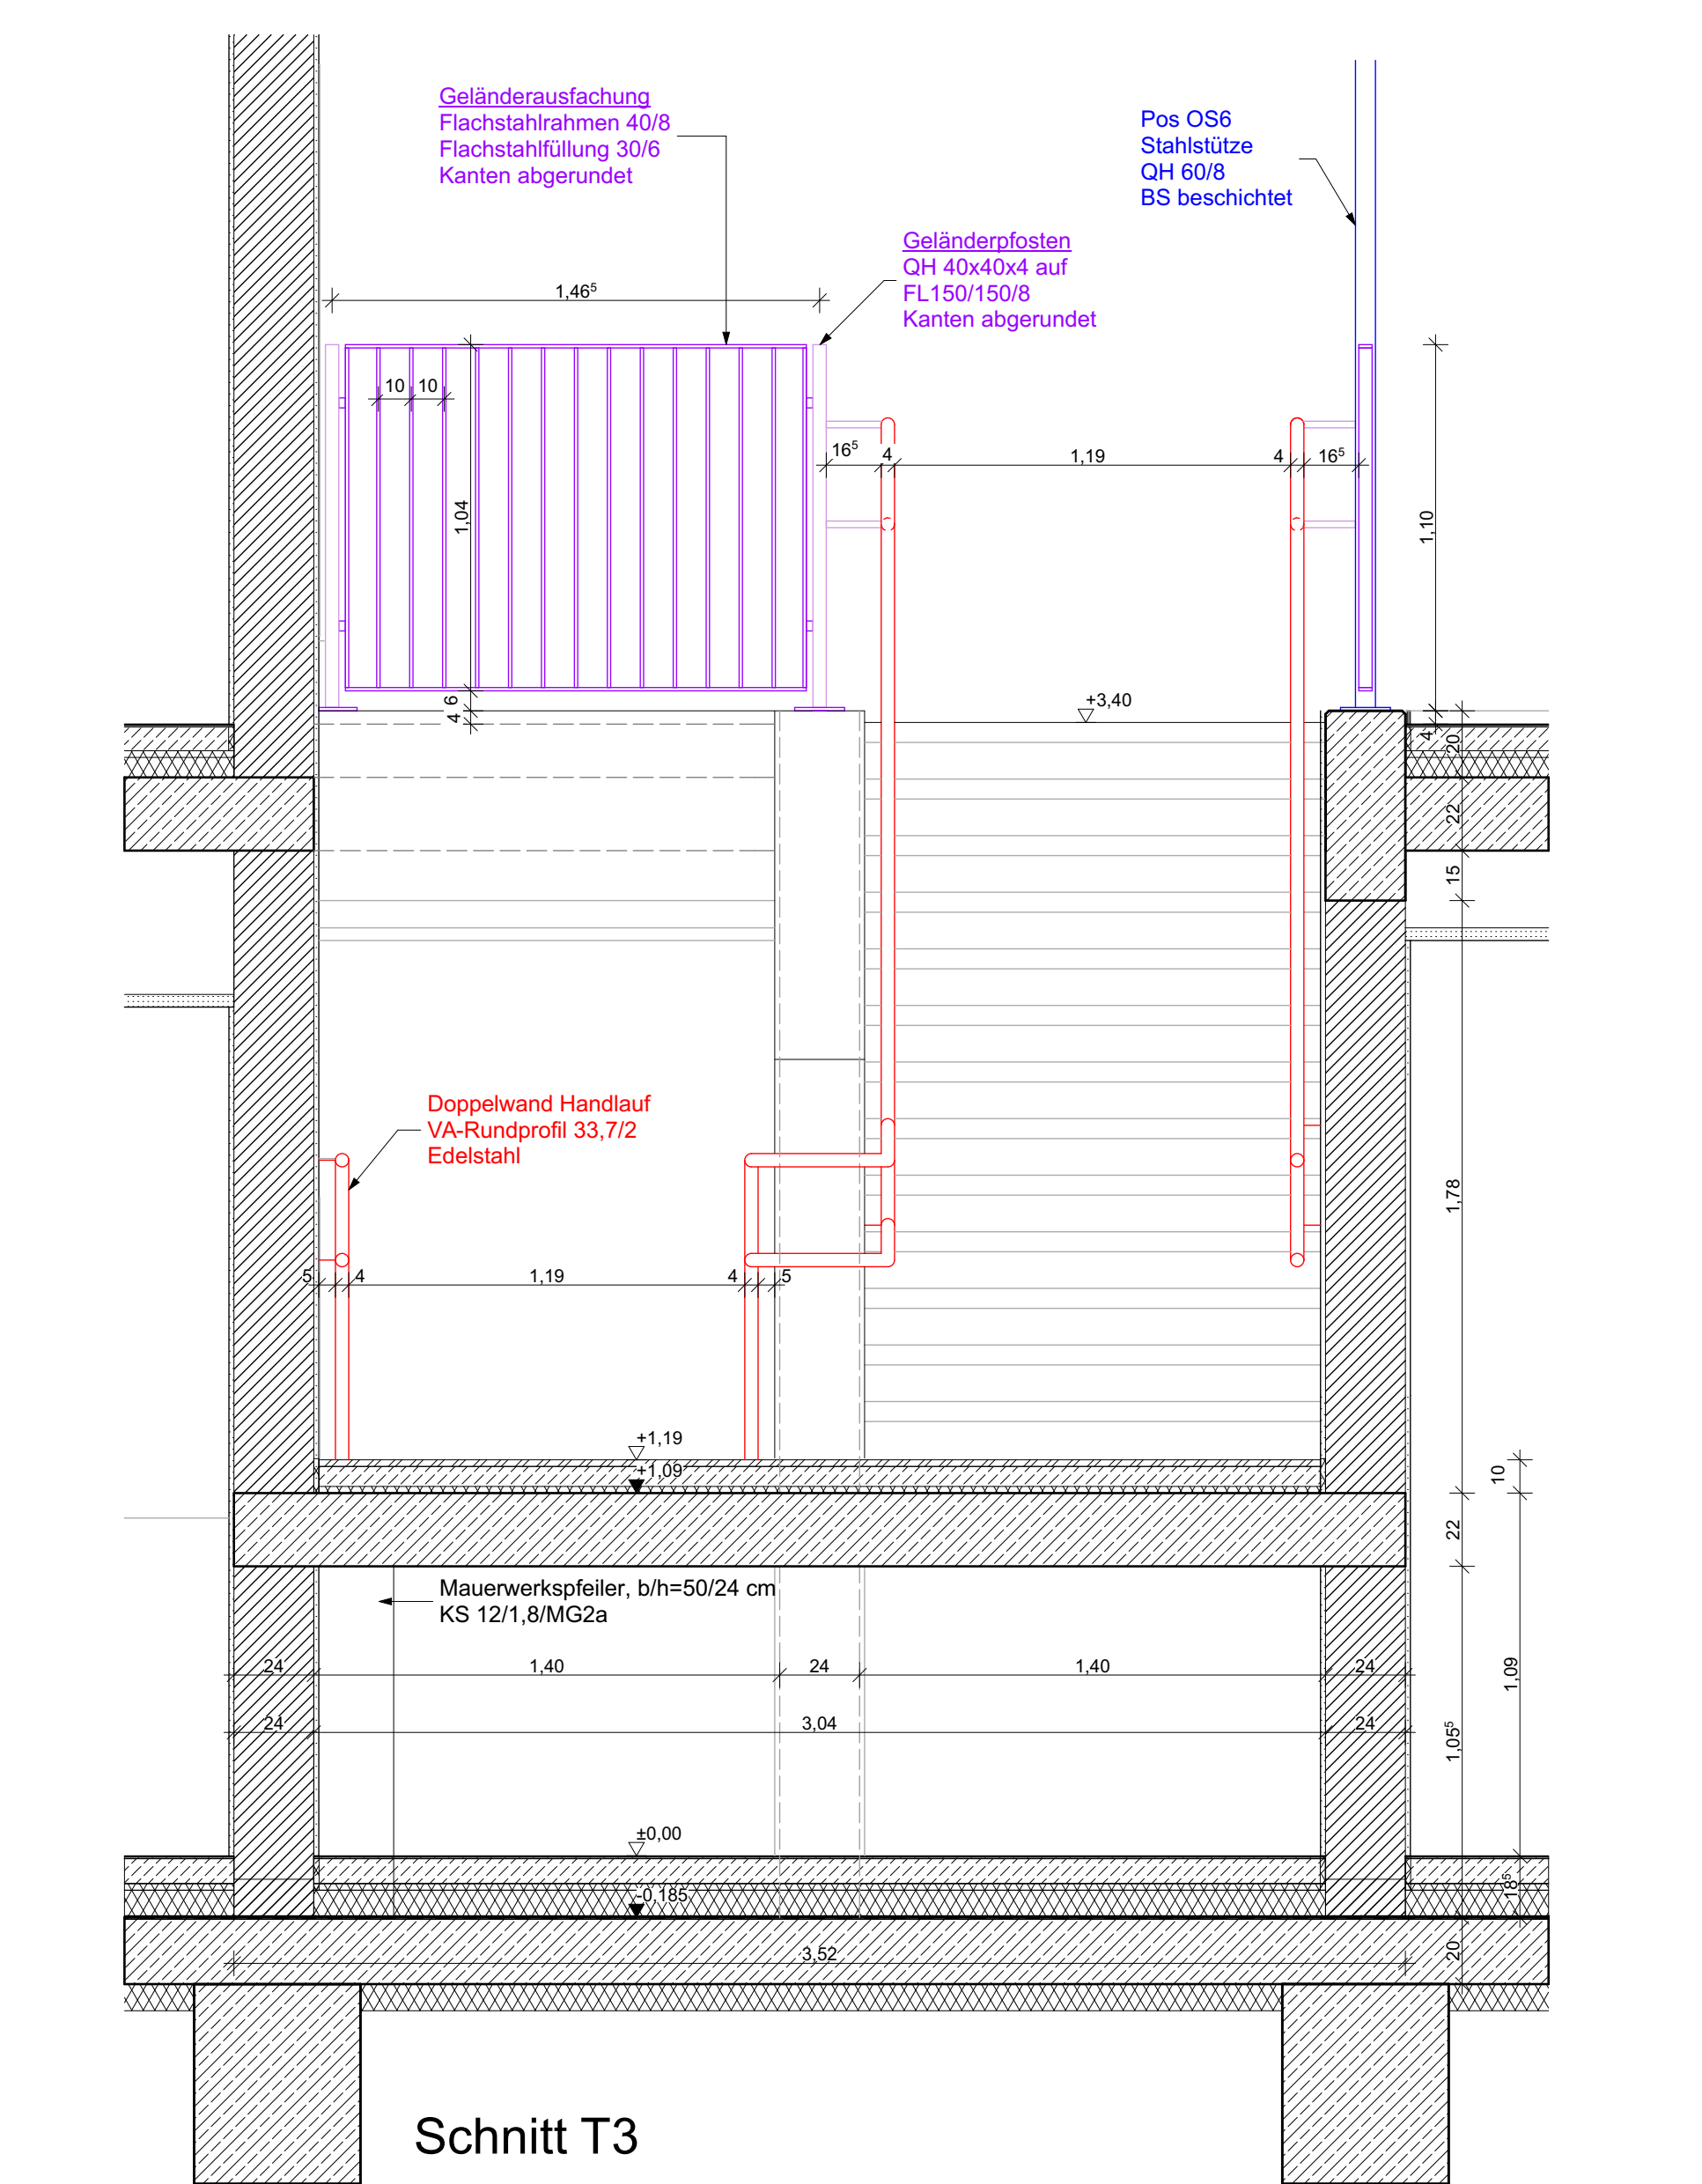 Geländerausfachung
Flachstahlrahmen 40/8
Flachstahlfüllung 30/6
Kanten abgerundet
Pos OS6
Stahlstütze
QH 60/8
BS beschichtet
Geländerpfosten
QH 40x40x4 auf
FL150/150/8
Kanten abgerundet
1,46⁵
10 10
16⁵ 4 1,19 4 16⁵
1,04
1,10
6
4
+3,40
4
20
22
15
Doppelwand Handlauf
VA-Rundprofil 33,7/2
Edelstahl
1,78
5 4 1,19 4 5
+1,19
+1,09
10
22
Mauerwerkspfeiler, b/h=50/24 cm
KS 12/1,8/MG2a
24 1,40 24 1,40 24
1,09
24 3,04 24
1,05⁵
±0,00
-0,185
18⁵
3,52
20
Schnitt T3